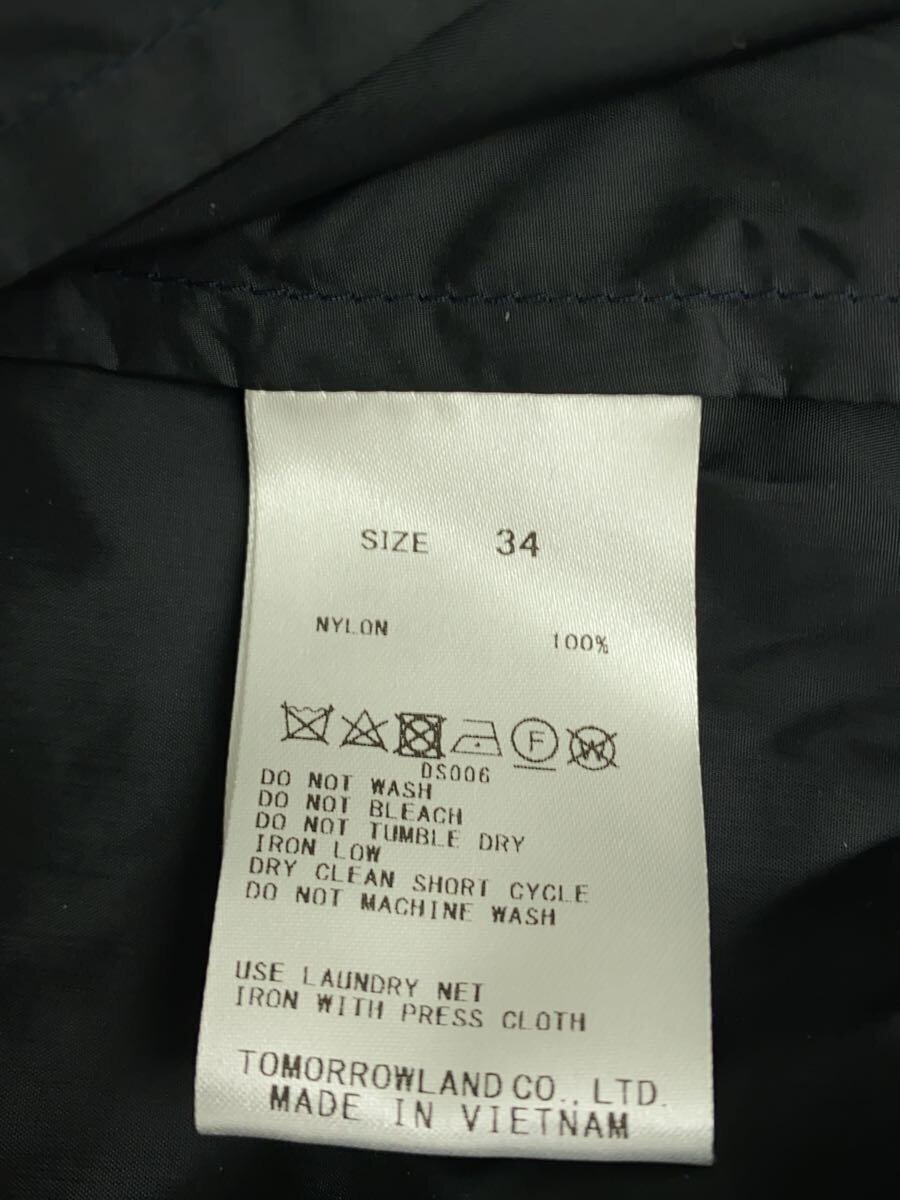 SIZE 34
NYLON 100%
F W
DS006
DO NOT WASH
DO NOT BLEACH
DO NOT TUMBLE DRY
IRON LOW
DRY CLEAN SHORT CYCLE
DO NOT MACHINE WASH
USE LAUNDRY NET
IRON WITH PRESS CLOTH
TOMORROWLAND CO., LTD.
MADE IN VIETNAM